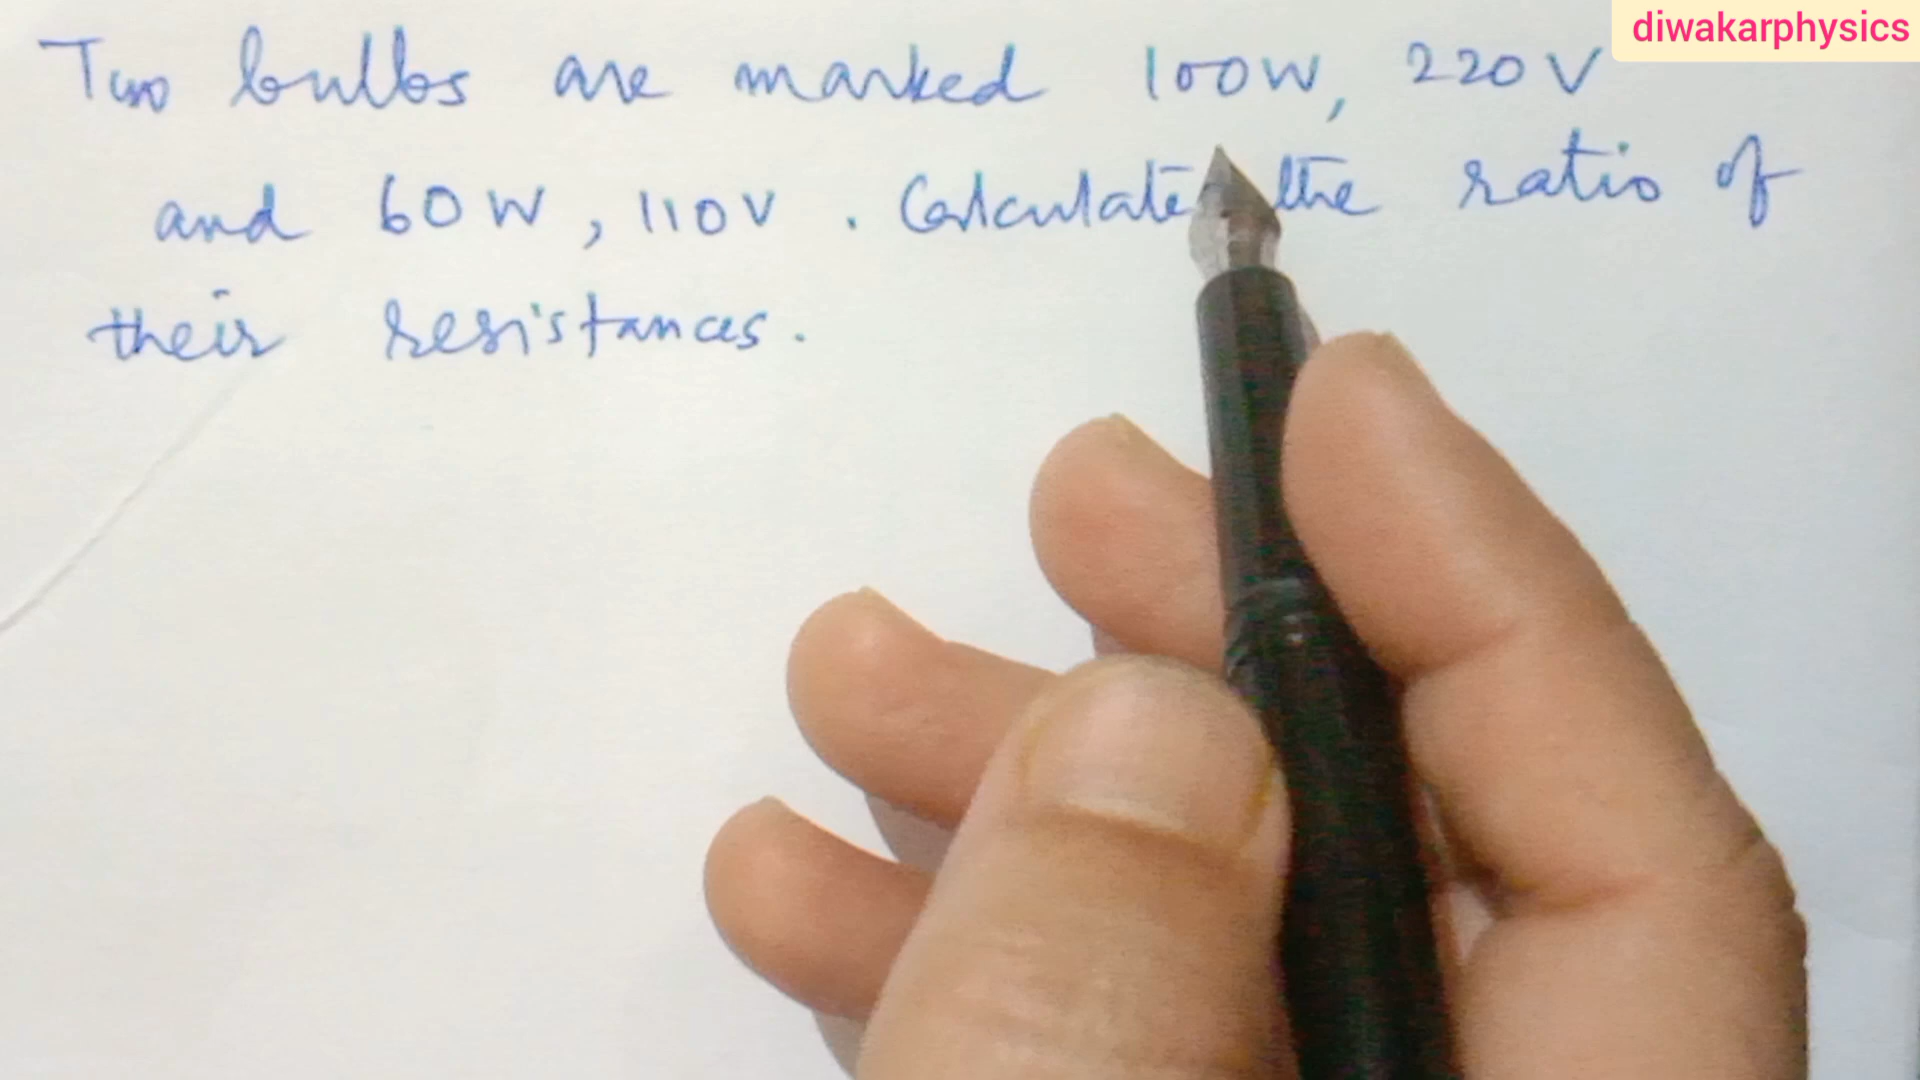 diwakarphysics
Two bulbs are marked 100W, 220V
and 60W, 110V. Calculate the ratio of
their resistances.